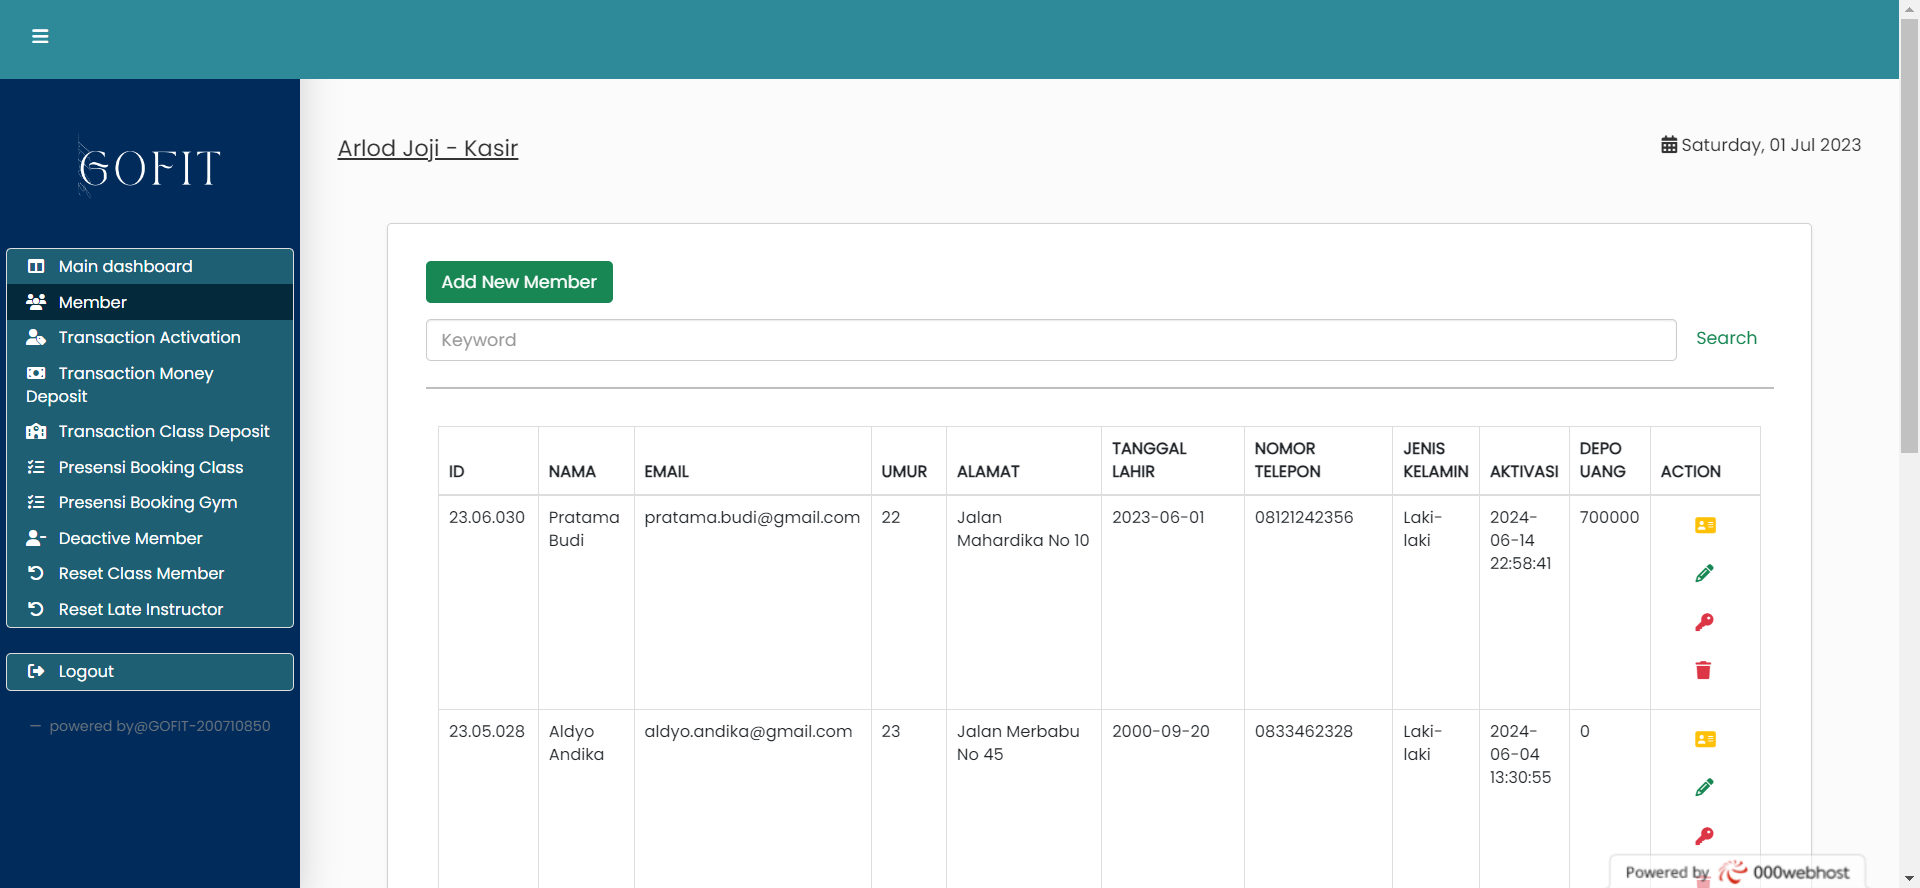 GOFIT
Main dashboard
Member
Transaction Activation
Transaction Money
Deposit
Transaction Class Deposit
Presensi Booking Class
Presensi Booking Gym
Deactive Member
Reset Class Member
Reset Late Instructor
Logout
— powered by@GOFIT-200710850
Arlod Joji - Kasir
Saturday, 01 Jul 2023
Add New Member
Keyword
Search
ID NAMA EMAIL UMUR ALAMAT TANGGAL LAHIR NOMOR TELEPON JENIS KELAMIN AKTIVASI DEPO UANG ACTION
23.06.030 Pratama Budi pratama.budi@gmail.com 22 Jalan Mahardika No 10 2023-06-01 08121242356 Laki-laki 2024-06-14 22:58:41 700000
23.05.028 Aldyo Andika aldyo.andika@gmail.com 23 Jalan Merbabu No 45 2000-09-20 0833462328 Laki-laki 2024-06-04 13:30:55 0
Powered by 000webhost